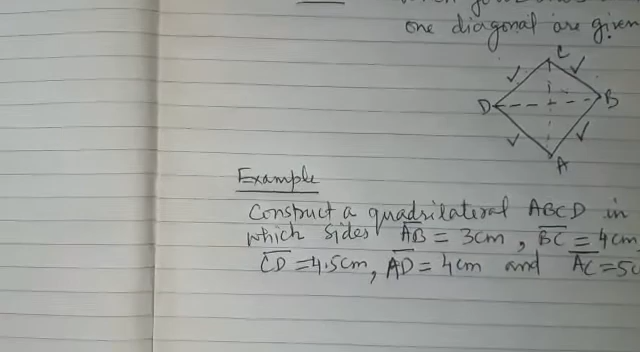 one diagonal are given
C
D
B
A
Example
Construct a quadrilateral ABCD in
which sides AB = 3cm, BC = 4cm,
CD = 4.5cm, AD = 4cm and AC = 5c